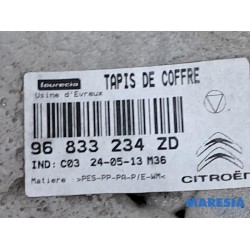 faurecia
TAPIS DE COFFRE
Usine d'Evreux
96 833 234 ZD
IND: C03 24-05-13 M36
CITROËN
Matiere : >PES-PP-PA-P/E-WM<
MARESIA